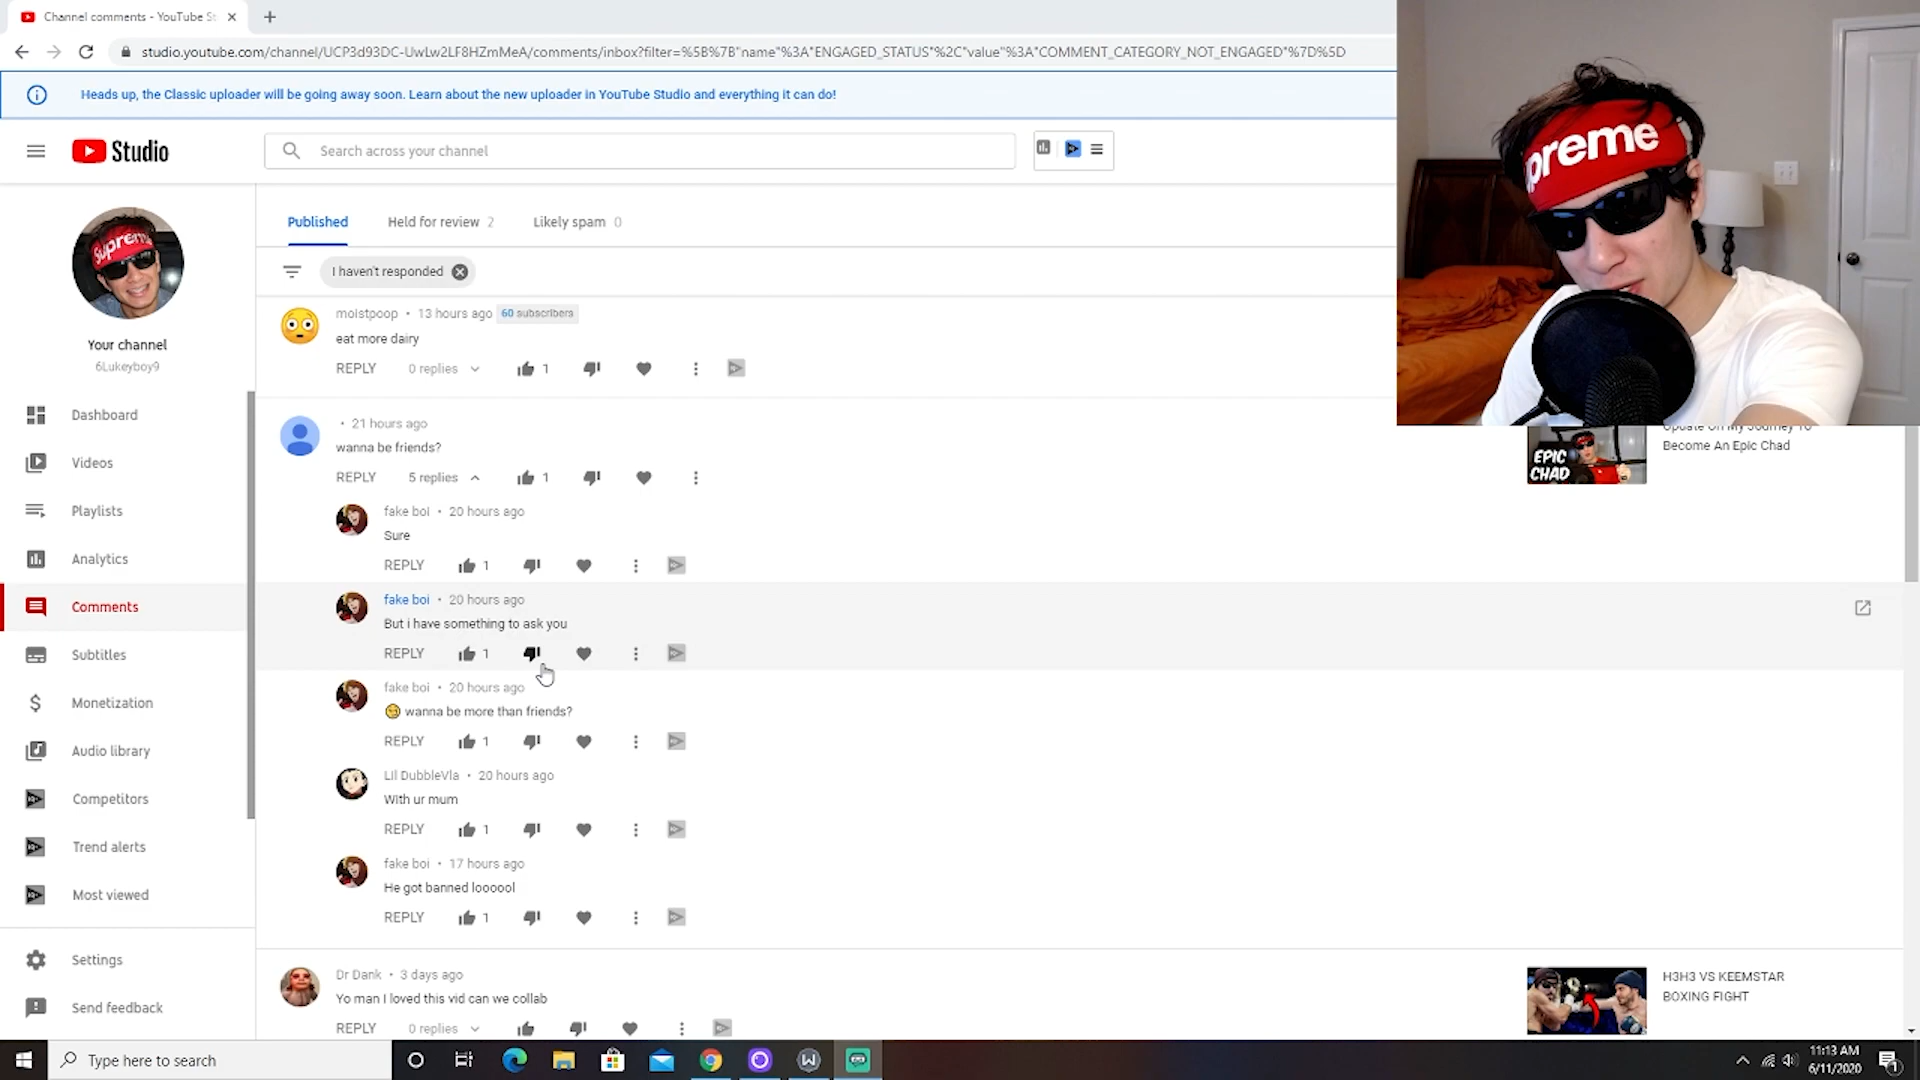 Channel comments - YouTube St
studio.youtube.com/channel/UCP3d93DC-UwLw2LF8HZmMeA/comments/inbox?filter=%5B%7B"name"%3A"ENGAGED_STATUS"%2C"value"%3A"COMMENT_CATEGORY_NOT_ENGAGED"%7D%5D
Heads up, the Classic uploader will be going away soon. Learn about the new uploader in YouTube Studio and everything it can do!
Studio
Search across your channel
preme
Supreme
Your channel
6Lukeyboy9
Dashboard
Videos
Playlists
Analytics
Comments
Subtitles
Monetization
Audio library
Competitors
Trend alerts
Most viewed
Settings
Send feedback
Published
Held for review 2
Likely spam 0
I haven't responded
moistpoop • 13 hours ago 60 subscribers
eat more dairy
REPLY 0 replies 1
• 21 hours ago
wanna be friends?
REPLY 5 replies 1
fake boi • 20 hours ago
Sure
REPLY 1
fake boi • 20 hours ago
But i have something to ask you
REPLY 1
fake boi • 20 hours ago
wanna be more than friends?
REPLY 1
Lil DubbleVla • 20 hours ago
With ur mum
REPLY 1
fake boi • 17 hours ago
He got banned loooool
REPLY 1
Dr Dank • 3 days ago
Yo man I loved this vid can we collab
REPLY 0 replies
EPIC
CHAD
Update On My Journey To
Become An Epic Chad
H3H3 VS KEEMSTAR
BOXING FIGHT
Type here to search
11:13 AM
6/11/2020
1